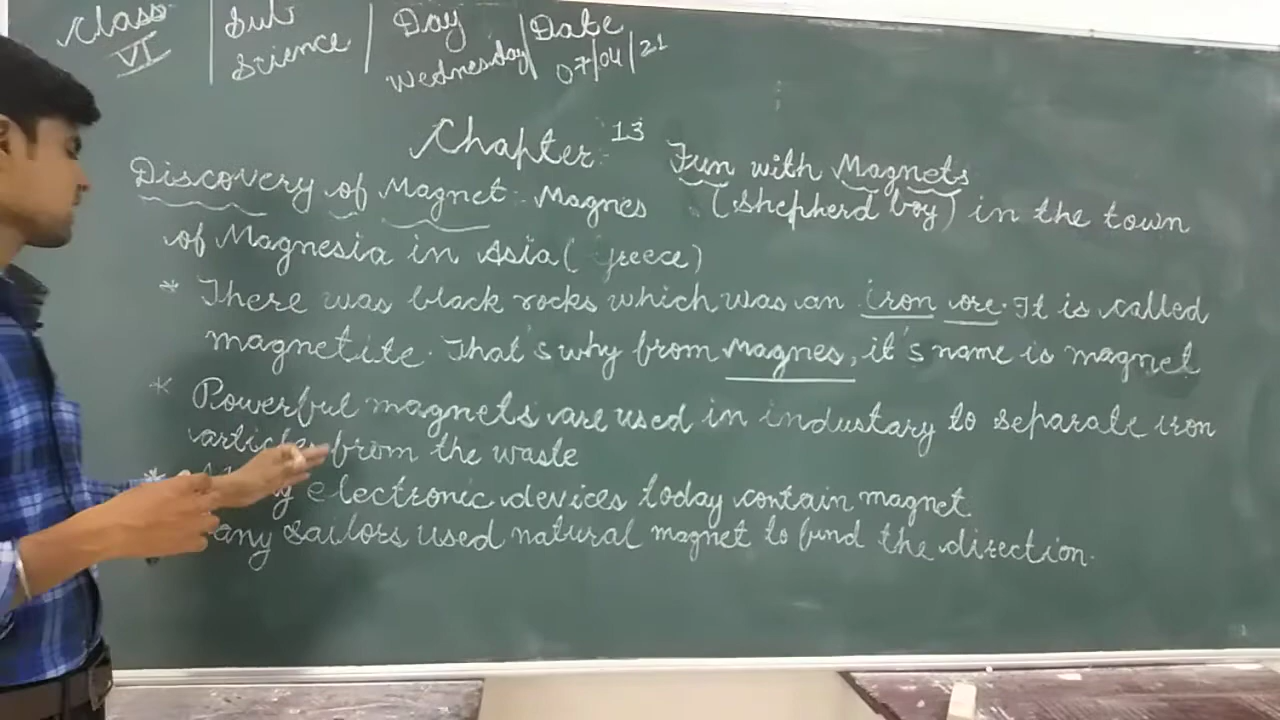 Class | Sub | Day | Date
VI | Science | Wednesday | 07/04/21
Chapter - 13 Fun with Magnets
Discovery of Magnet - Magnes (shepherd boy) in the town
of Magnesia in Asia (Greece)
* There was black rocks which was an iron ore. It is called
magnetite. That's why from Magnes, it's name is magnet
* Powerful magnets are used in industary to separate iron
from the waste
* electronic devices today contain magnet.
sailors used natural magnet to find the direction.